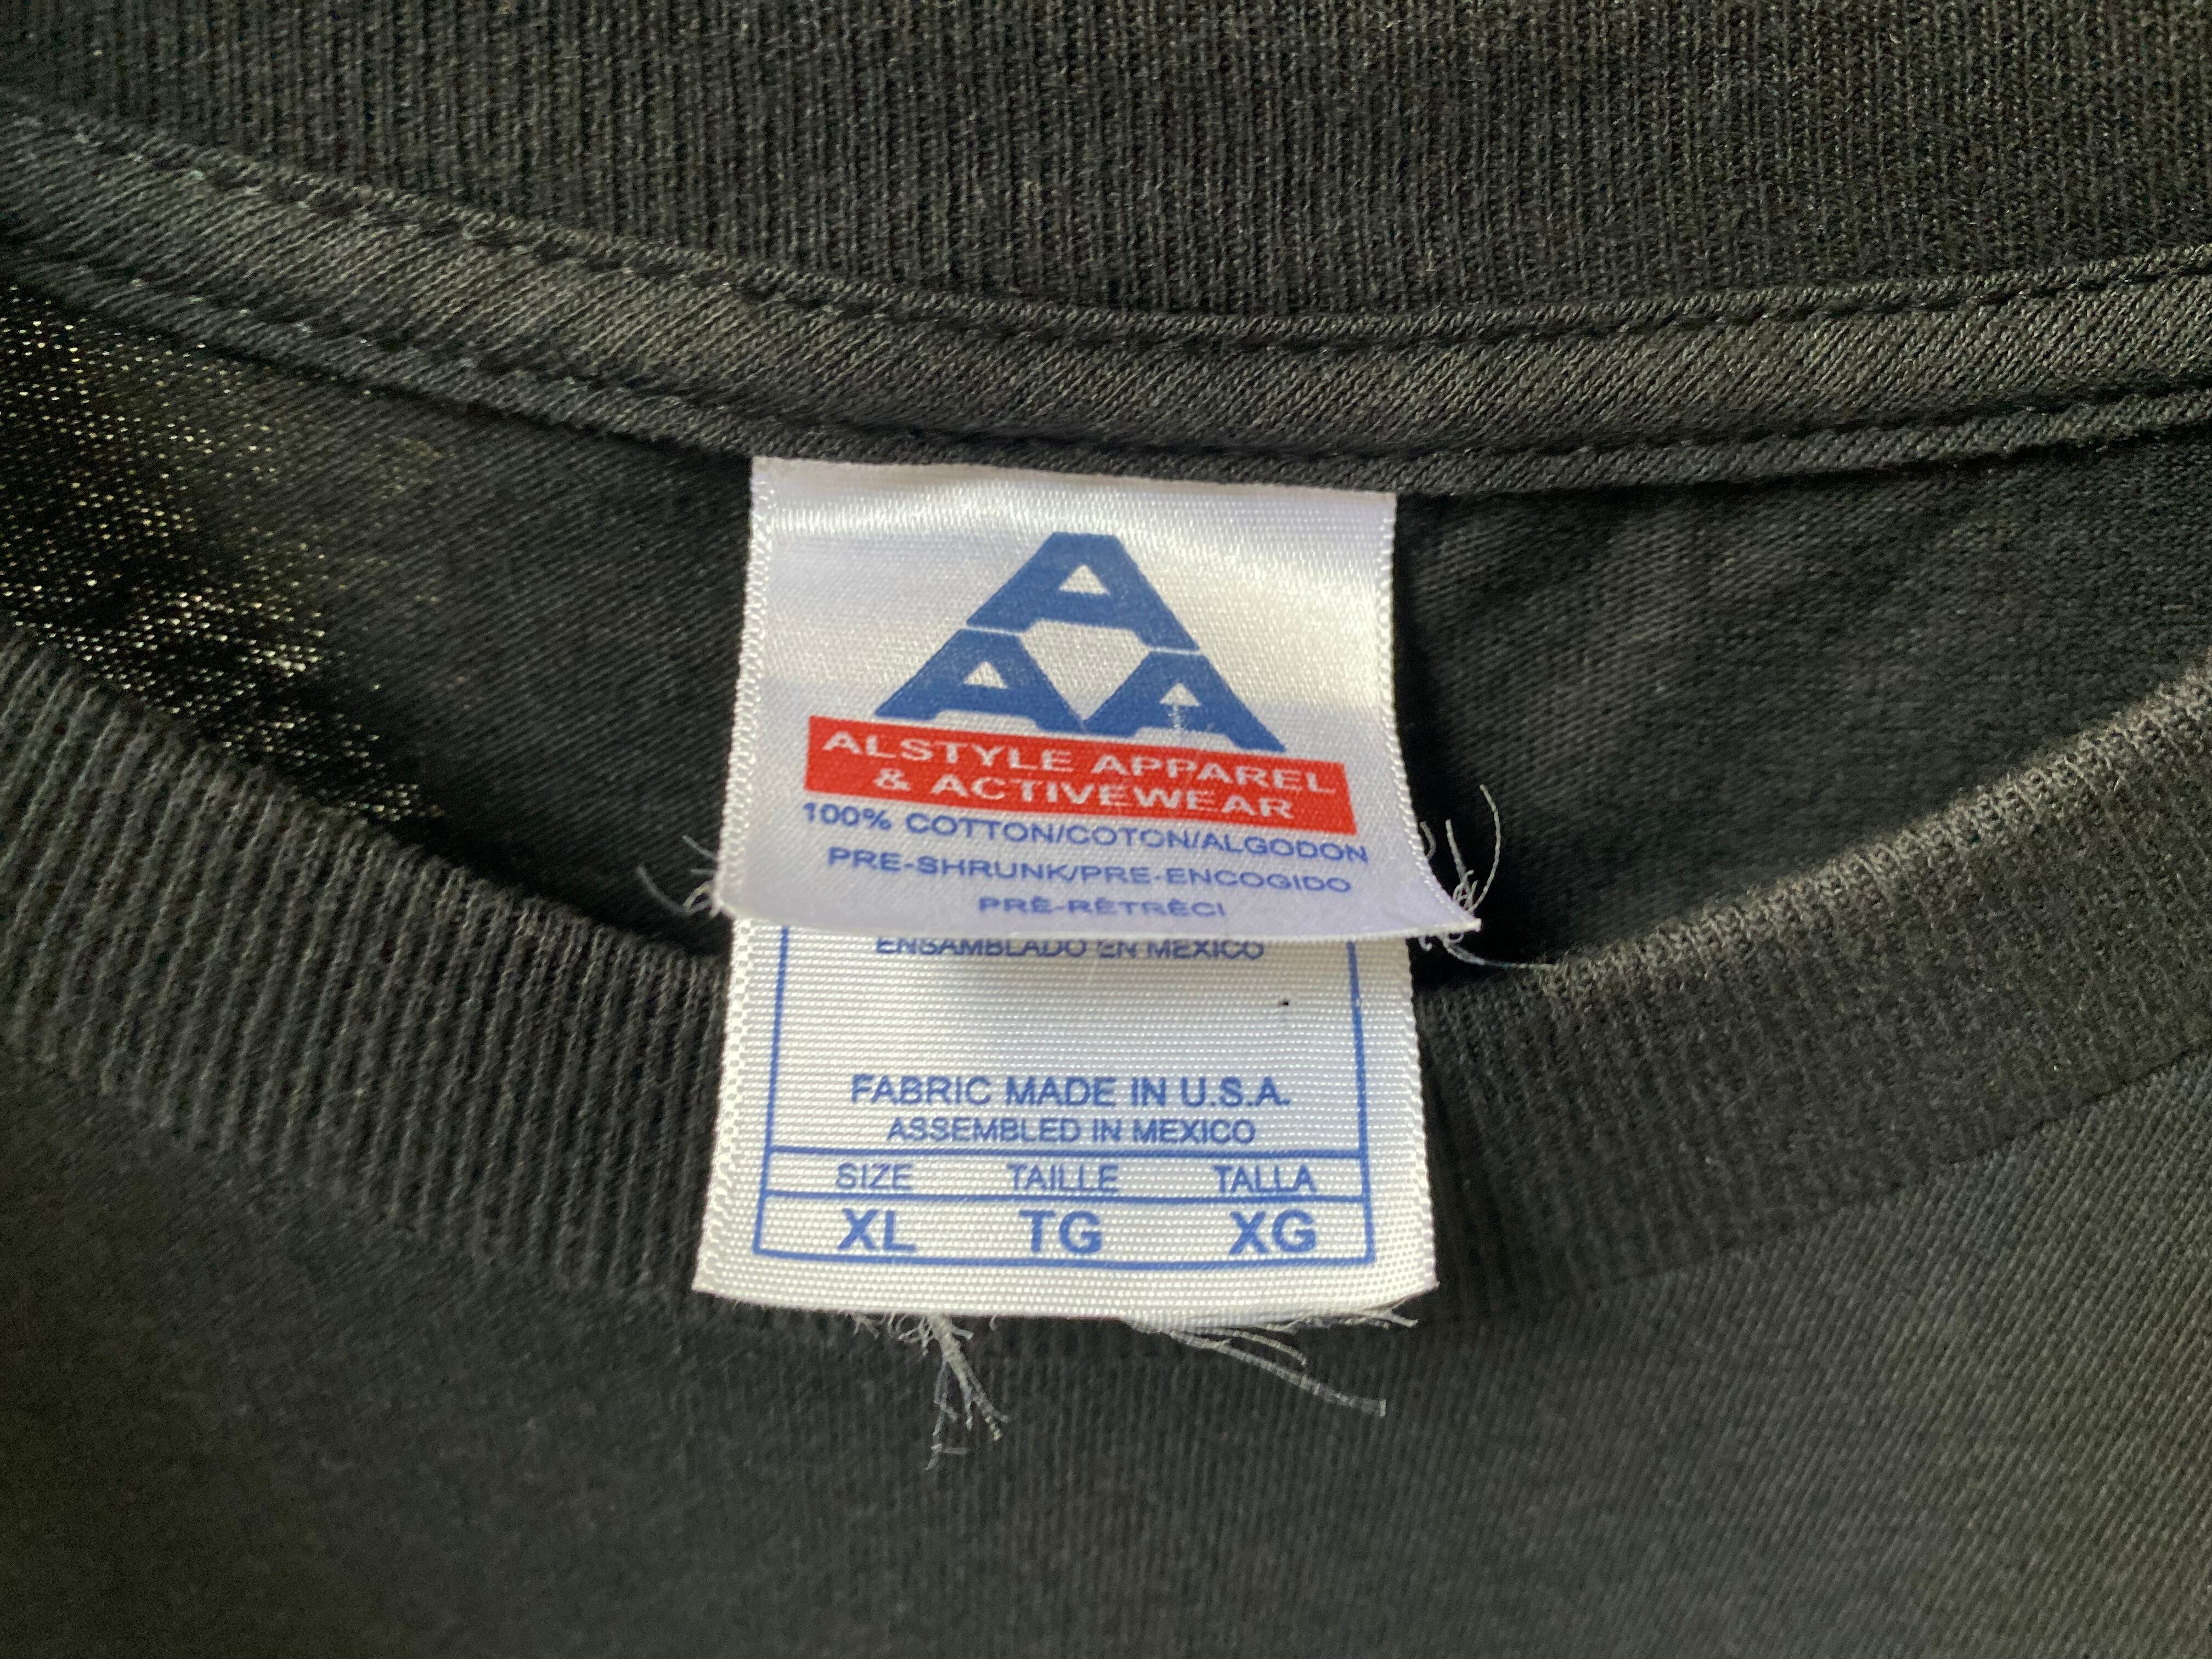 A
A A
ALSTYLE APPAREL
& ACTIVEWEAR
100% COTTON/COTON/ALGODON
PRE-SHRUNK/PRE-ENCOGIDO
PRÉ-RÉTRÉCI
ENSAMBLADO EN MEXICO
FABRIC MADE IN U.S.A.
ASSEMBLED IN MEXICO
SIZE TAILLE TALLA
XL TG XG